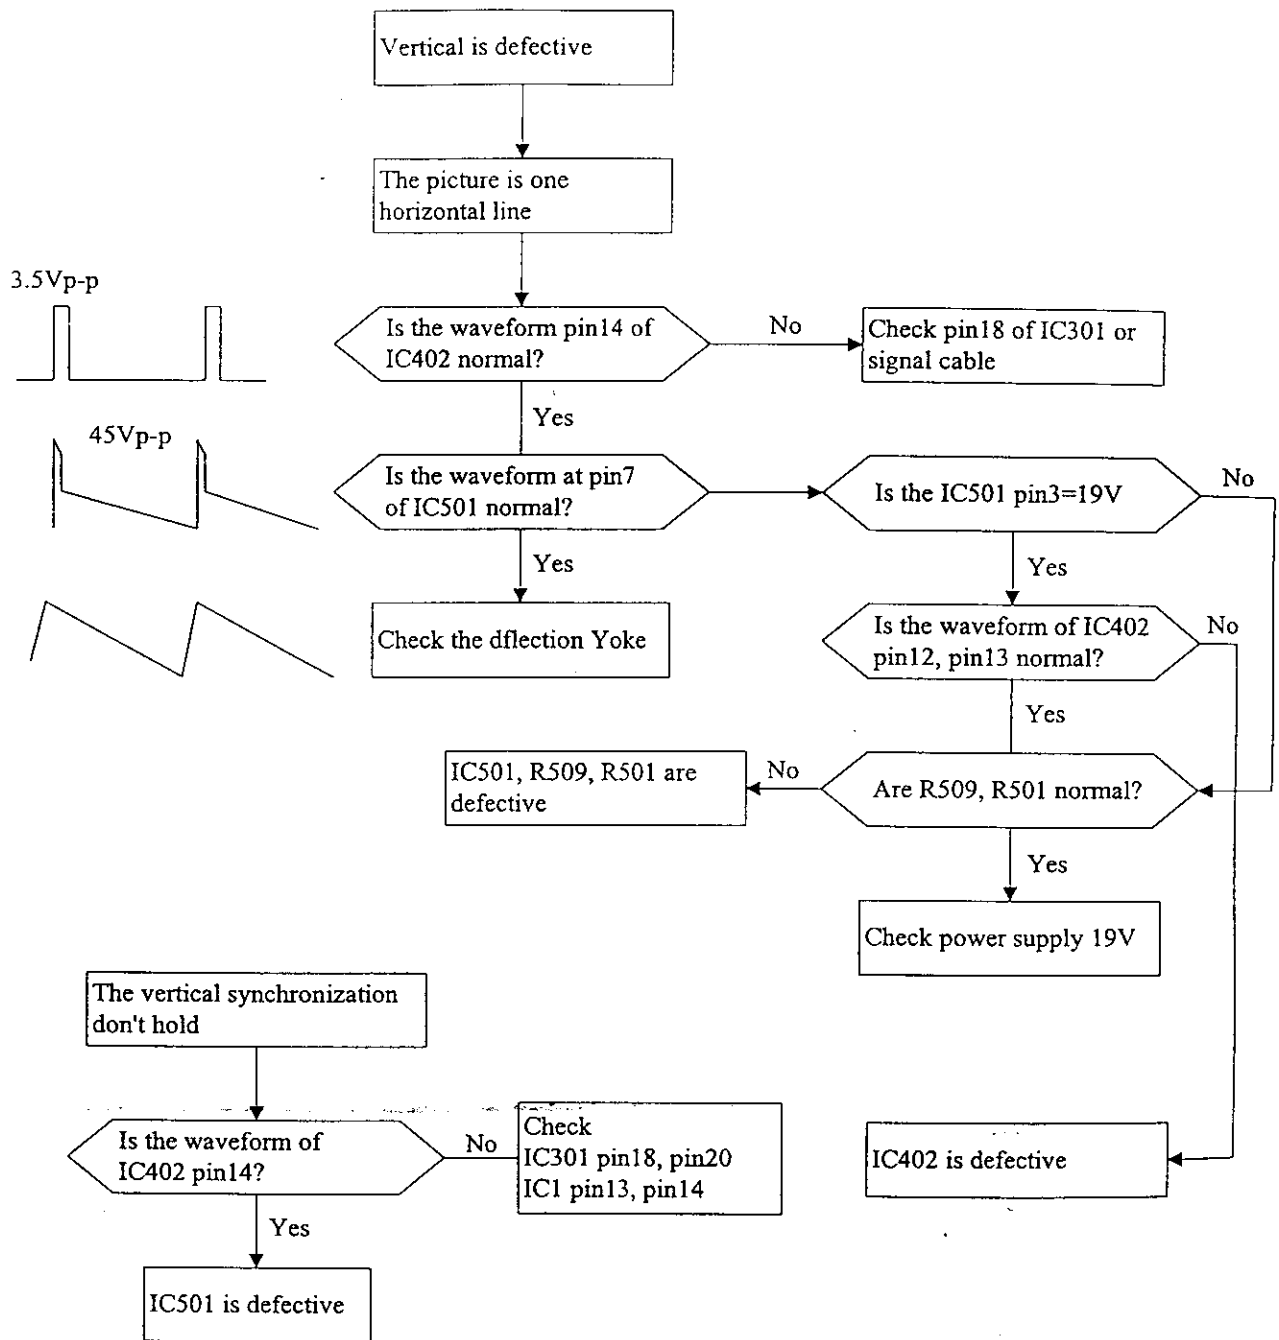 Vertical is defective
The picture is one
horizontal line
3.5Vp-p
Is the waveform pin14 of
IC402 normal?
No
Check pin18 of IC301 or
signal cable
Yes
45Vp-p
Is the waveform at pin7
of IC501 normal?
Is the IC501 pin3=19V
No
Yes
Yes
Check the dflection Yoke
Is the waveform of IC402
pin12, pin13 normal?
No
Yes
IC501, R509, R501 are
defective
No
Are R509, R501 normal?
Yes
Check power supply 19V
The vertical synchronization
don't hold
Is the waveform of
IC402 pin14?
No
Check
IC301 pin18, pin20
IC1 pin13, pin14
IC402 is defective
Yes
IC501 is defective